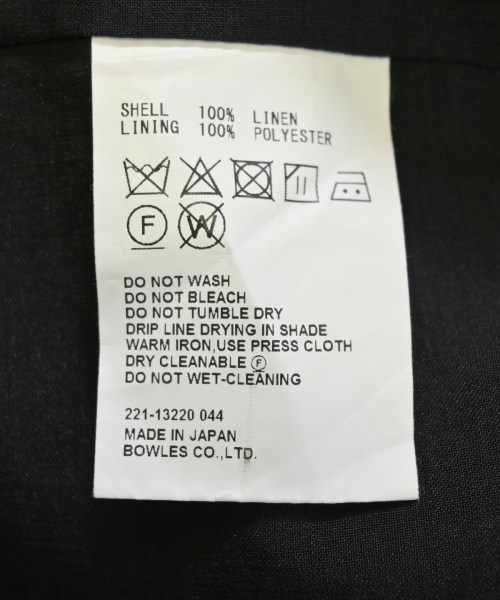 SHELL 100% LINEN
LINING 100% POLYESTER
F W
DO NOT WASH
DO NOT BLEACH
DO NOT TUMBLE DRY
DRIP LINE DRYING IN SHADE
WARM IRON,USE PRESS CLOTH
DRY CLEANABLE Ⓕ
DO NOT WET-CLEANING
221-13220 044
MADE IN JAPAN
BOWLES CO.,LTD.